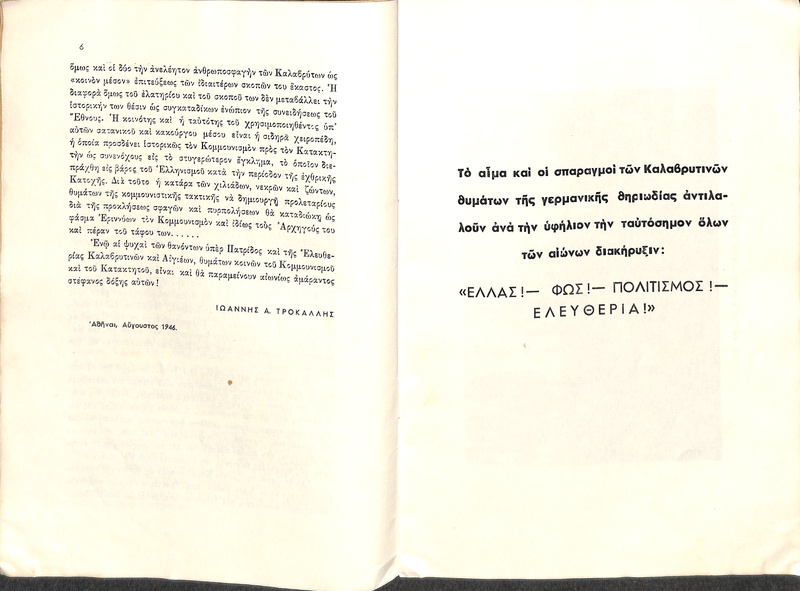 6
ὅμως καὶ οἱ δύο τὴν ἀνελέητον ἀνθρωποσφαγὴν τῶν Καλαβρύτων ὡς
«κοινὸν μέσον» ἐπιτεύξεως τῶν ἰδιαιτέρων σκοπῶν του ἕκαστος. Ἡ
διαφορὰ ὅμως τοῦ ἐλατηρίου καὶ τοῦ σκοποῦ των δὲν μεταβάλλει τὴν
ἱστορικήν των θέσιν ὡς συγκαταδίκων ἐνώπιον τῆς συνειδήσεως τοῦ
Ἔθνους. Ἡ κοινότης καὶ ἡ ταὐτότης τοῦ χρησιμοποιηθέντος ὑπ'
αὐτῶν σατανικοῦ καὶ κακούργου μέσου εἶναι ἡ σιδηρᾶ χειροπέδη,
ἡ ὁποία προσδένει ἱστορικῶς τὸν Κομμουνισμὸν πρὸς τὸν Κατακτη-
τὴν ὡς συνενόχους εἰς τὸ στυγερώτερον ἔγκλημα, τὸ ὁποῖον διε-
πράχθη εἰς βάρος τοῦ Ἑλληνισμοῦ κατὰ τὴν περίοδον τῆς ἐχθρικῆς
Κατοχῆς. Διὰ τοῦτο ἡ κατάρα τῶν χιλιάδων, νεκρῶν καὶ ζώντων,
θυμάτων τῆς κομμουνιστικῆς τακτικῆς νὰ δημιουργῇ προλεταρίους
διὰ τῆς προκλήσεως σφαγῶν καὶ πυρπολήσεων θὰ καταδιώκῃ ὡς
φάσμα Ἐριννύων τὸν Κομμουνισμὸν καὶ ἰδίως τοὺς Ἀρχηγούς του
καὶ πέραν τοῦ τάφου των......
Ἐνῷ αἱ ψυχαὶ τῶν θανόντων ὑπὲρ Πατρίδος καὶ τῆς Ἐλευθε-
ρίας Καλαβρυτινῶν καὶ Αἰγιέων, θυμάτων κοινῶν τοῦ Κομμουνισμοῦ
καὶ τοῦ Κατακτητοῦ, εἶναι καὶ θὰ παραμείνουν αἰωνίως ἀμάραντος
στέφανος δόξης αὐτῶν!
ΙΩΑΝΝΗΣ Α. ΤΡΟΚΑΛΛΗΣ
Ἀθῆναι, Αὔγουστος 1946.
Τὸ αἷμα καὶ οἱ σπαραγμοὶ τῶν Καλαβρυτινῶν
θυμάτων τῆς γερμανικῆς θηριωδίας ἀντιλα-
λοῦν ἀνὰ τὴν ὑφήλιον τὴν ταὐτόσημον ὅλων
τῶν αἰώνων διακήρυξιν:
«ΕΛΛΑΣ!— ΦΩΣ!— ΠΟΛΙΤΙΣΜΟΣ!—
ΕΛΕΥΘΕΡΙΑ!»